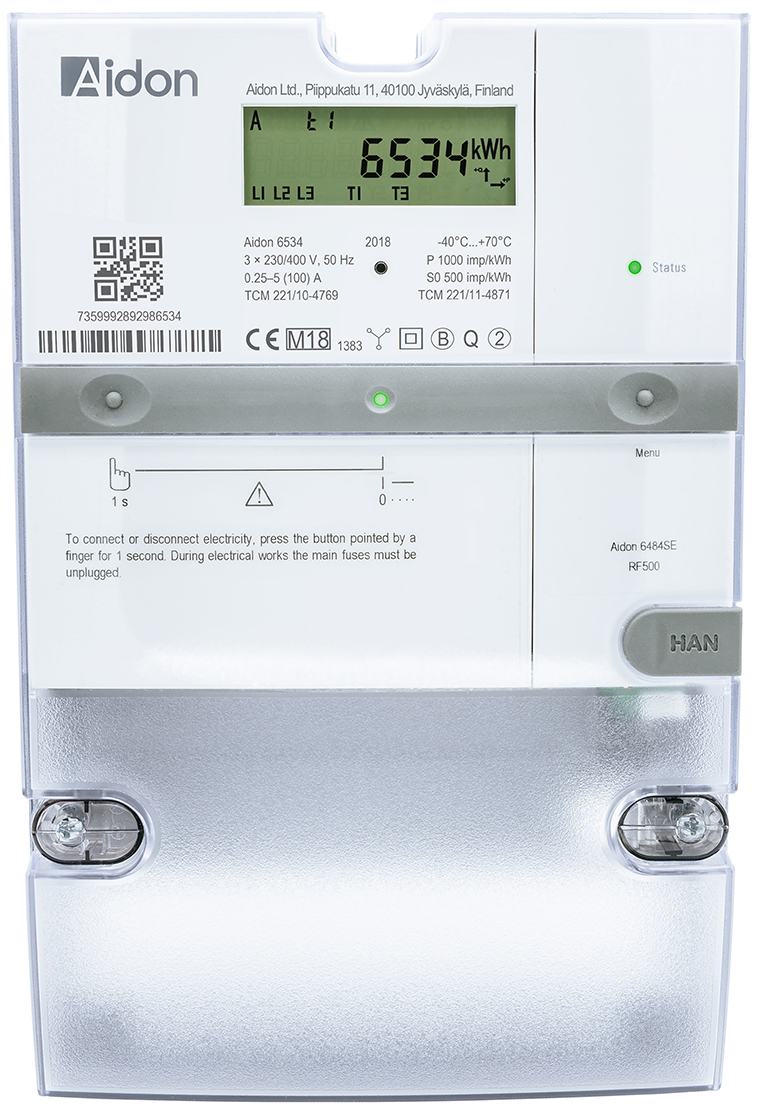 Aidon
Aidon Ltd., Piippukatu 11, 40100 Jyväskylä, Finland
A t1
6534 kWh
+Q +P
L1 L2 L3 T1 T3
Aidon 6534 2018 -40°C...+70°C
3 × 230/400 V, 50 Hz P 1000 imp/kWh
0.25–5 (100) A S0 500 imp/kWh
TCM 221/10-4769 TCM 221/11-4871
Status
7359992892986534
CE M18 1383 B Q 2
Menu
1 s
0
To connect or disconnect electricity, press the button pointed by a
finger for 1 second. During electrical works the main fuses must be
unplugged.
Aidon 6484SE
RF500
HAN